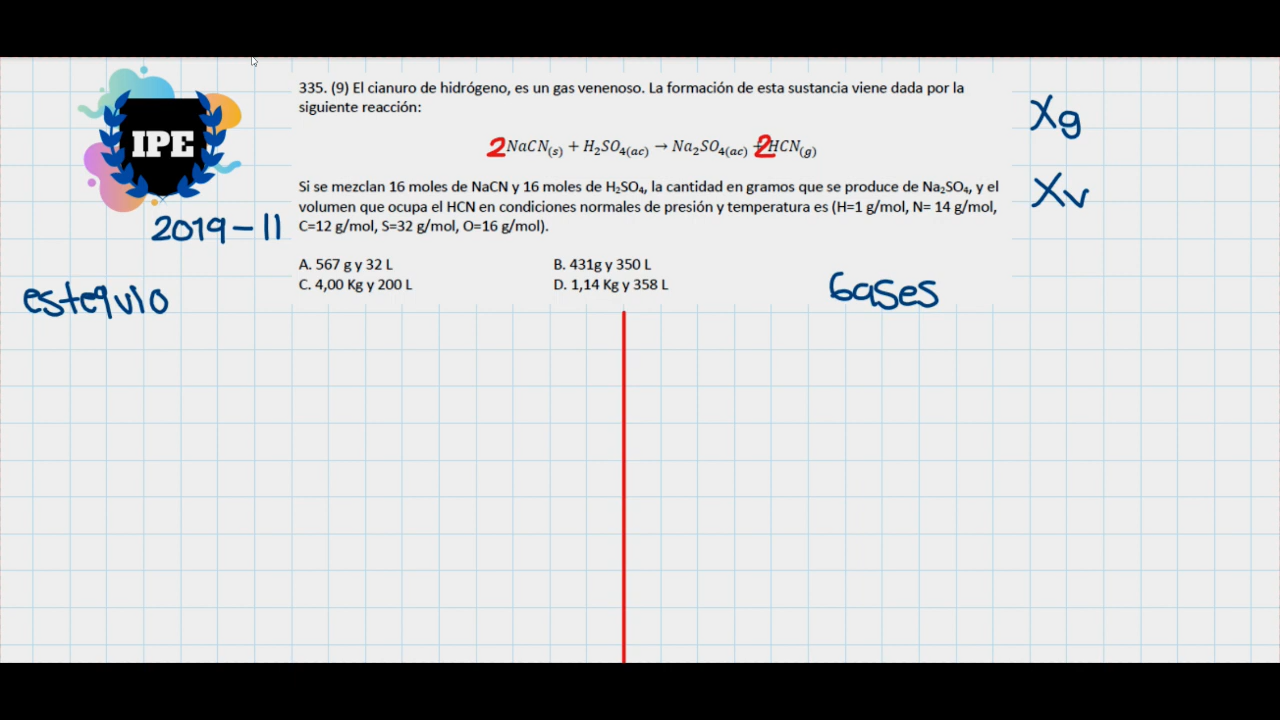 335. (9) El cianuro de hidrógeno, es un gas venenoso. La formación de esta sustancia viene dada por la
siguiente reacción:
2NaCN(s) + H2SO4(ac) → Na2SO4(ac) + 2HCN(g)
Si se mezclan 16 moles de NaCN y 16 moles de H2SO4, la cantidad en gramos que se produce de Na2SO4, y el
volumen que ocupa el HCN en condiciones normales de presión y temperatura es (H=1 g/mol, N= 14 g/mol,
C=12 g/mol, S=32 g/mol, O=16 g/mol).
A. 567 g y 32 L
B. 431g y 350 L
C. 4,00 Kg y 200 L
D. 1,14 Kg y 358 L
IPE
2019-11
Xg
Xv
estequio
Gases